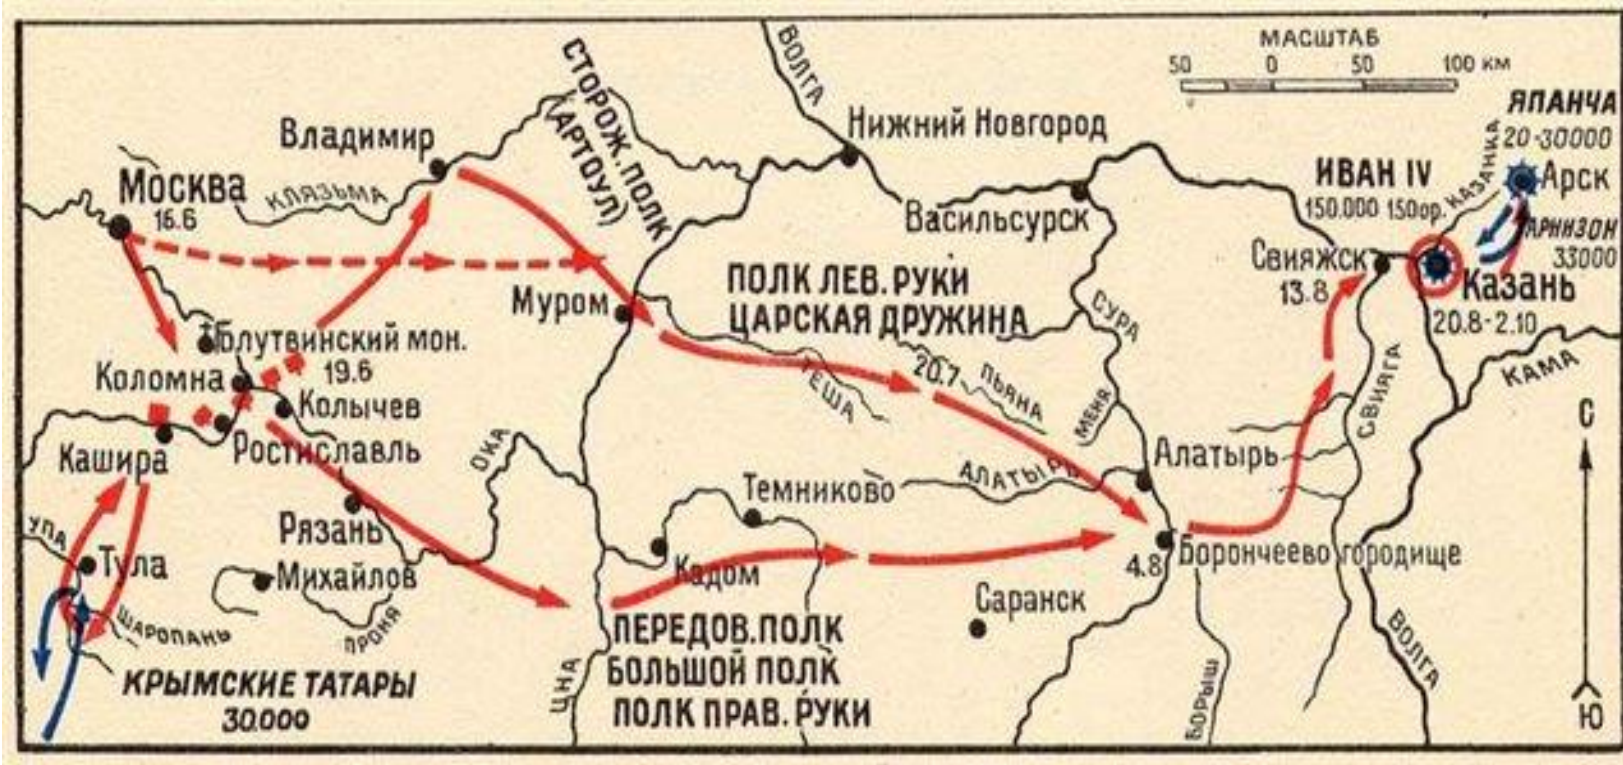 МАСШТАБ
50 0 50 100 км
ВОЛГА
СТОРОЖ. ПОЛК
(АРТОУЛ)
Нижний Новгород
ЯПАНЧА
20-30000
Владимир
КАЗАНКА
ИВАН IV
150.000 150ор.
Арск
Москва
16.6
КЛЯЗЬМА
Васильсурск
АРНИЗОН
33000
Свияжск
13.8
Казань
20.8-2.10
ПОЛК ЛЕВ. РУКИ
ЦАРСКАЯ ДРУЖИНА
Муром
СУРА
Блутвинский мон.
19.6
Коломна
Колычев
ТЕША
20.7
ПЬЯНА
МЕНЯ
СВИЯГА
КАМА
С
Ростиславль
Кашира
ОКА
Темниково
АЛАТЫРЬ
Алатырь
УПА
Тула
Рязань
Михайлов
Кадом
4.8
Борончеево городище
Саранск
ШАРОПАНЬ
ПРОНЯ
ПЕРЕДОВ. ПОЛК
БОЛЬШОЙ ПОЛК
ПОЛК ПРАВ. РУКИ
ЦНА
БОРЫШ
ВОЛГА
КРЫМСКИЕ ТАТАРЫ
30.000
Ю